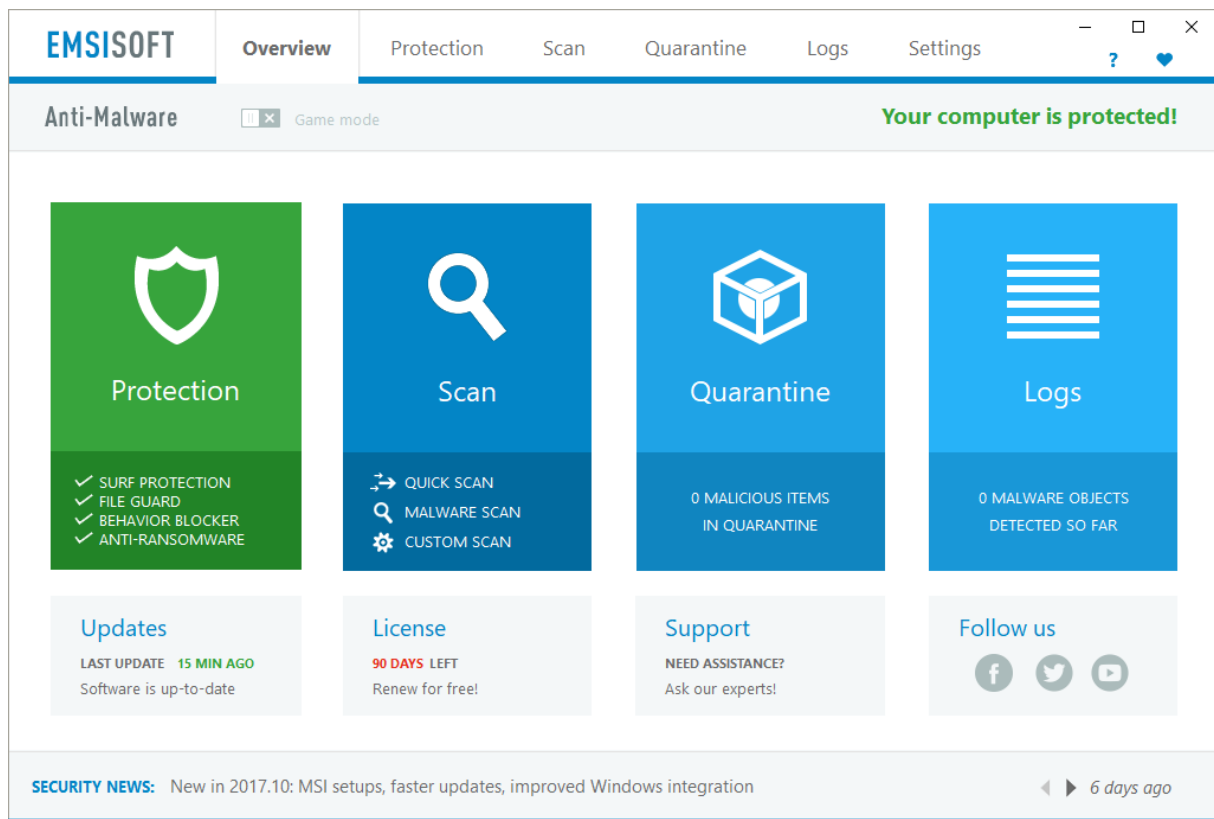 EMSISOFT
Overview
Protection
Scan
Quarantine
Logs
Settings
?
Anti-Malware
Game mode
Your computer is protected!
Protection
SURF PROTECTION
FILE GUARD
BEHAVIOR BLOCKER
ANTI-RANSOMWARE
Scan
QUICK SCAN
MALWARE SCAN
CUSTOM SCAN
Quarantine
0 MALICIOUS ITEMS
IN QUARANTINE
Logs
0 MALWARE OBJECTS
DETECTED SO FAR
Updates
LAST UPDATE 15 MIN AGO
Software is up-to-date
License
90 DAYS LEFT
Renew for free!
Support
NEED ASSISTANCE?
Ask our experts!
Follow us
SECURITY NEWS: New in 2017.10: MSI setups, faster updates, improved Windows integration
6 days ago